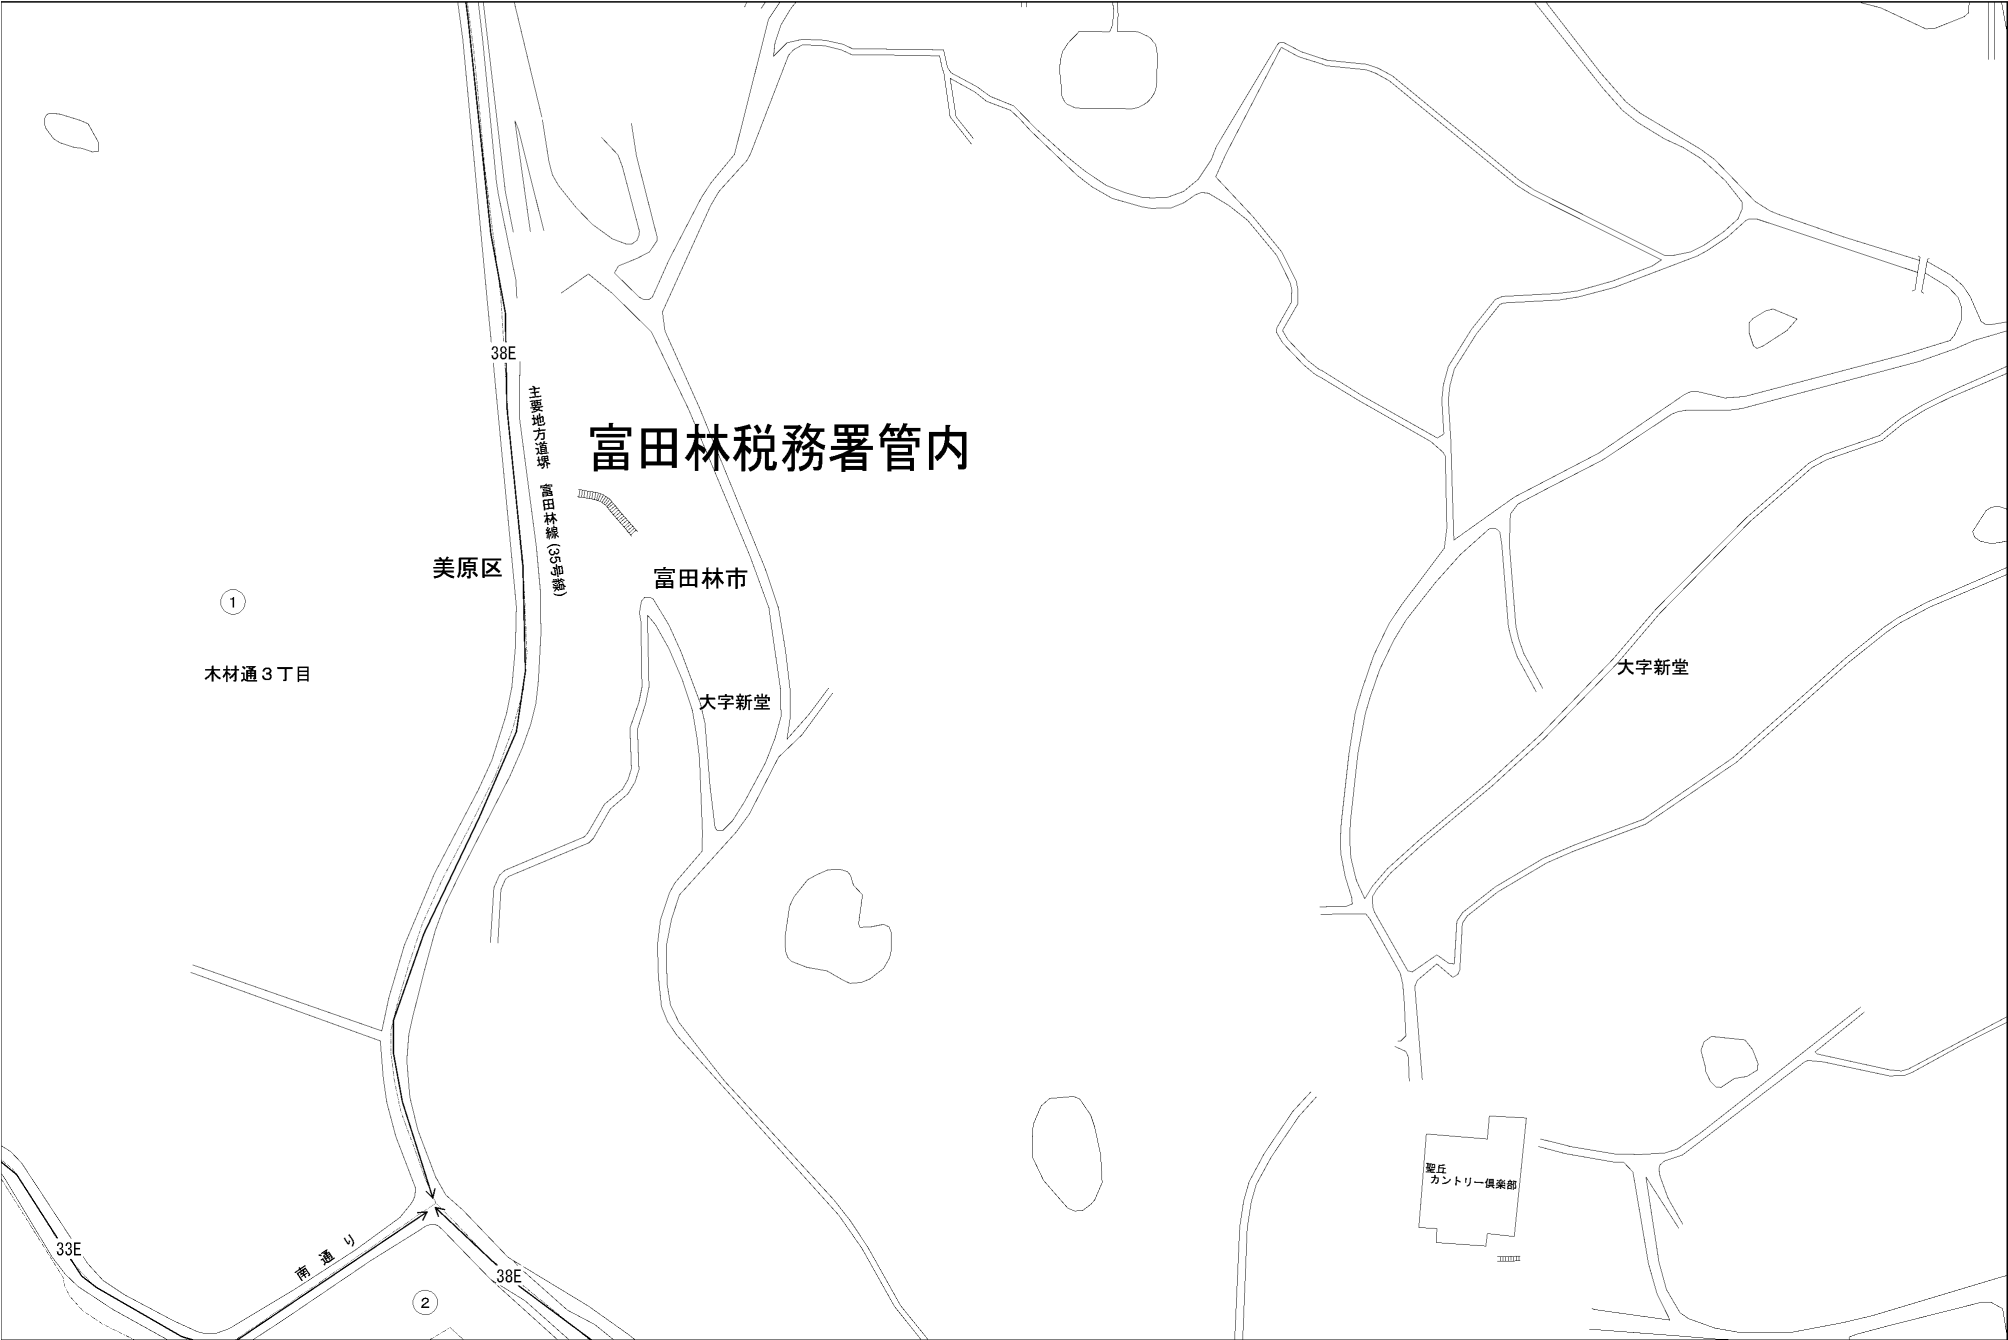 38E
主要地方道堺　富田林線(35号線)
富田林税務署管内
美原区
富田林市
1
木材通３丁目
大字新堂
大字新堂
聖丘
カントリー倶楽部
33E
南通り
38E
2